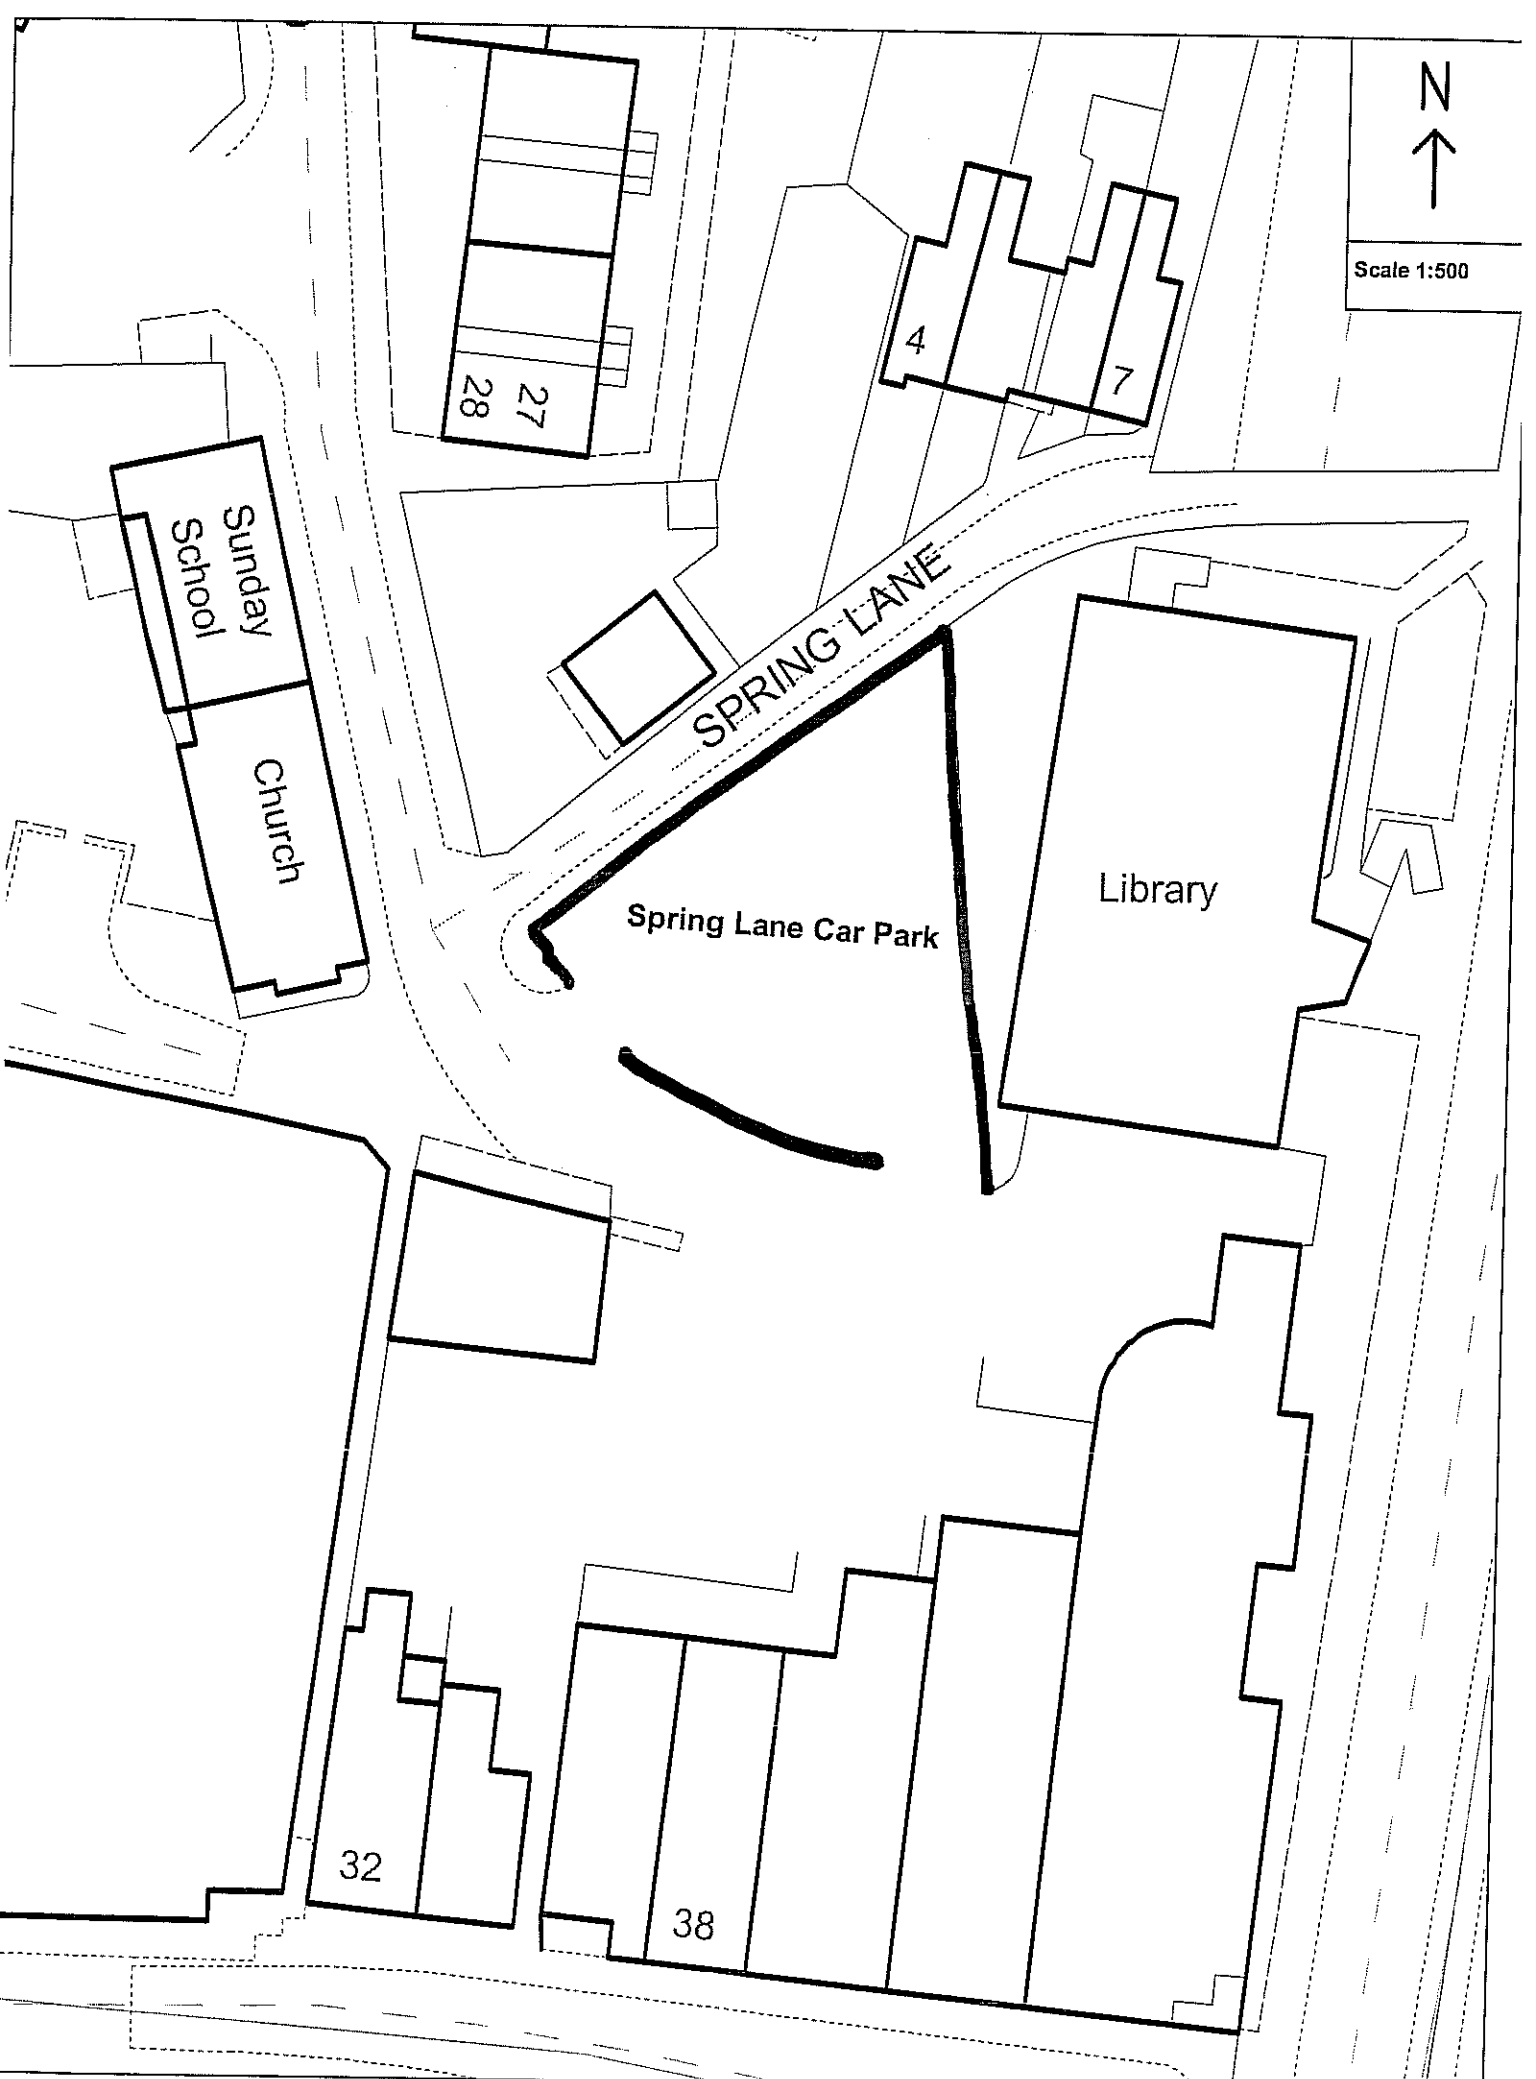 N
Scale 1:500
4
7
28
27
Sunday
School
SPRING LANE
Church
Library
Spring Lane Car Park
32
38